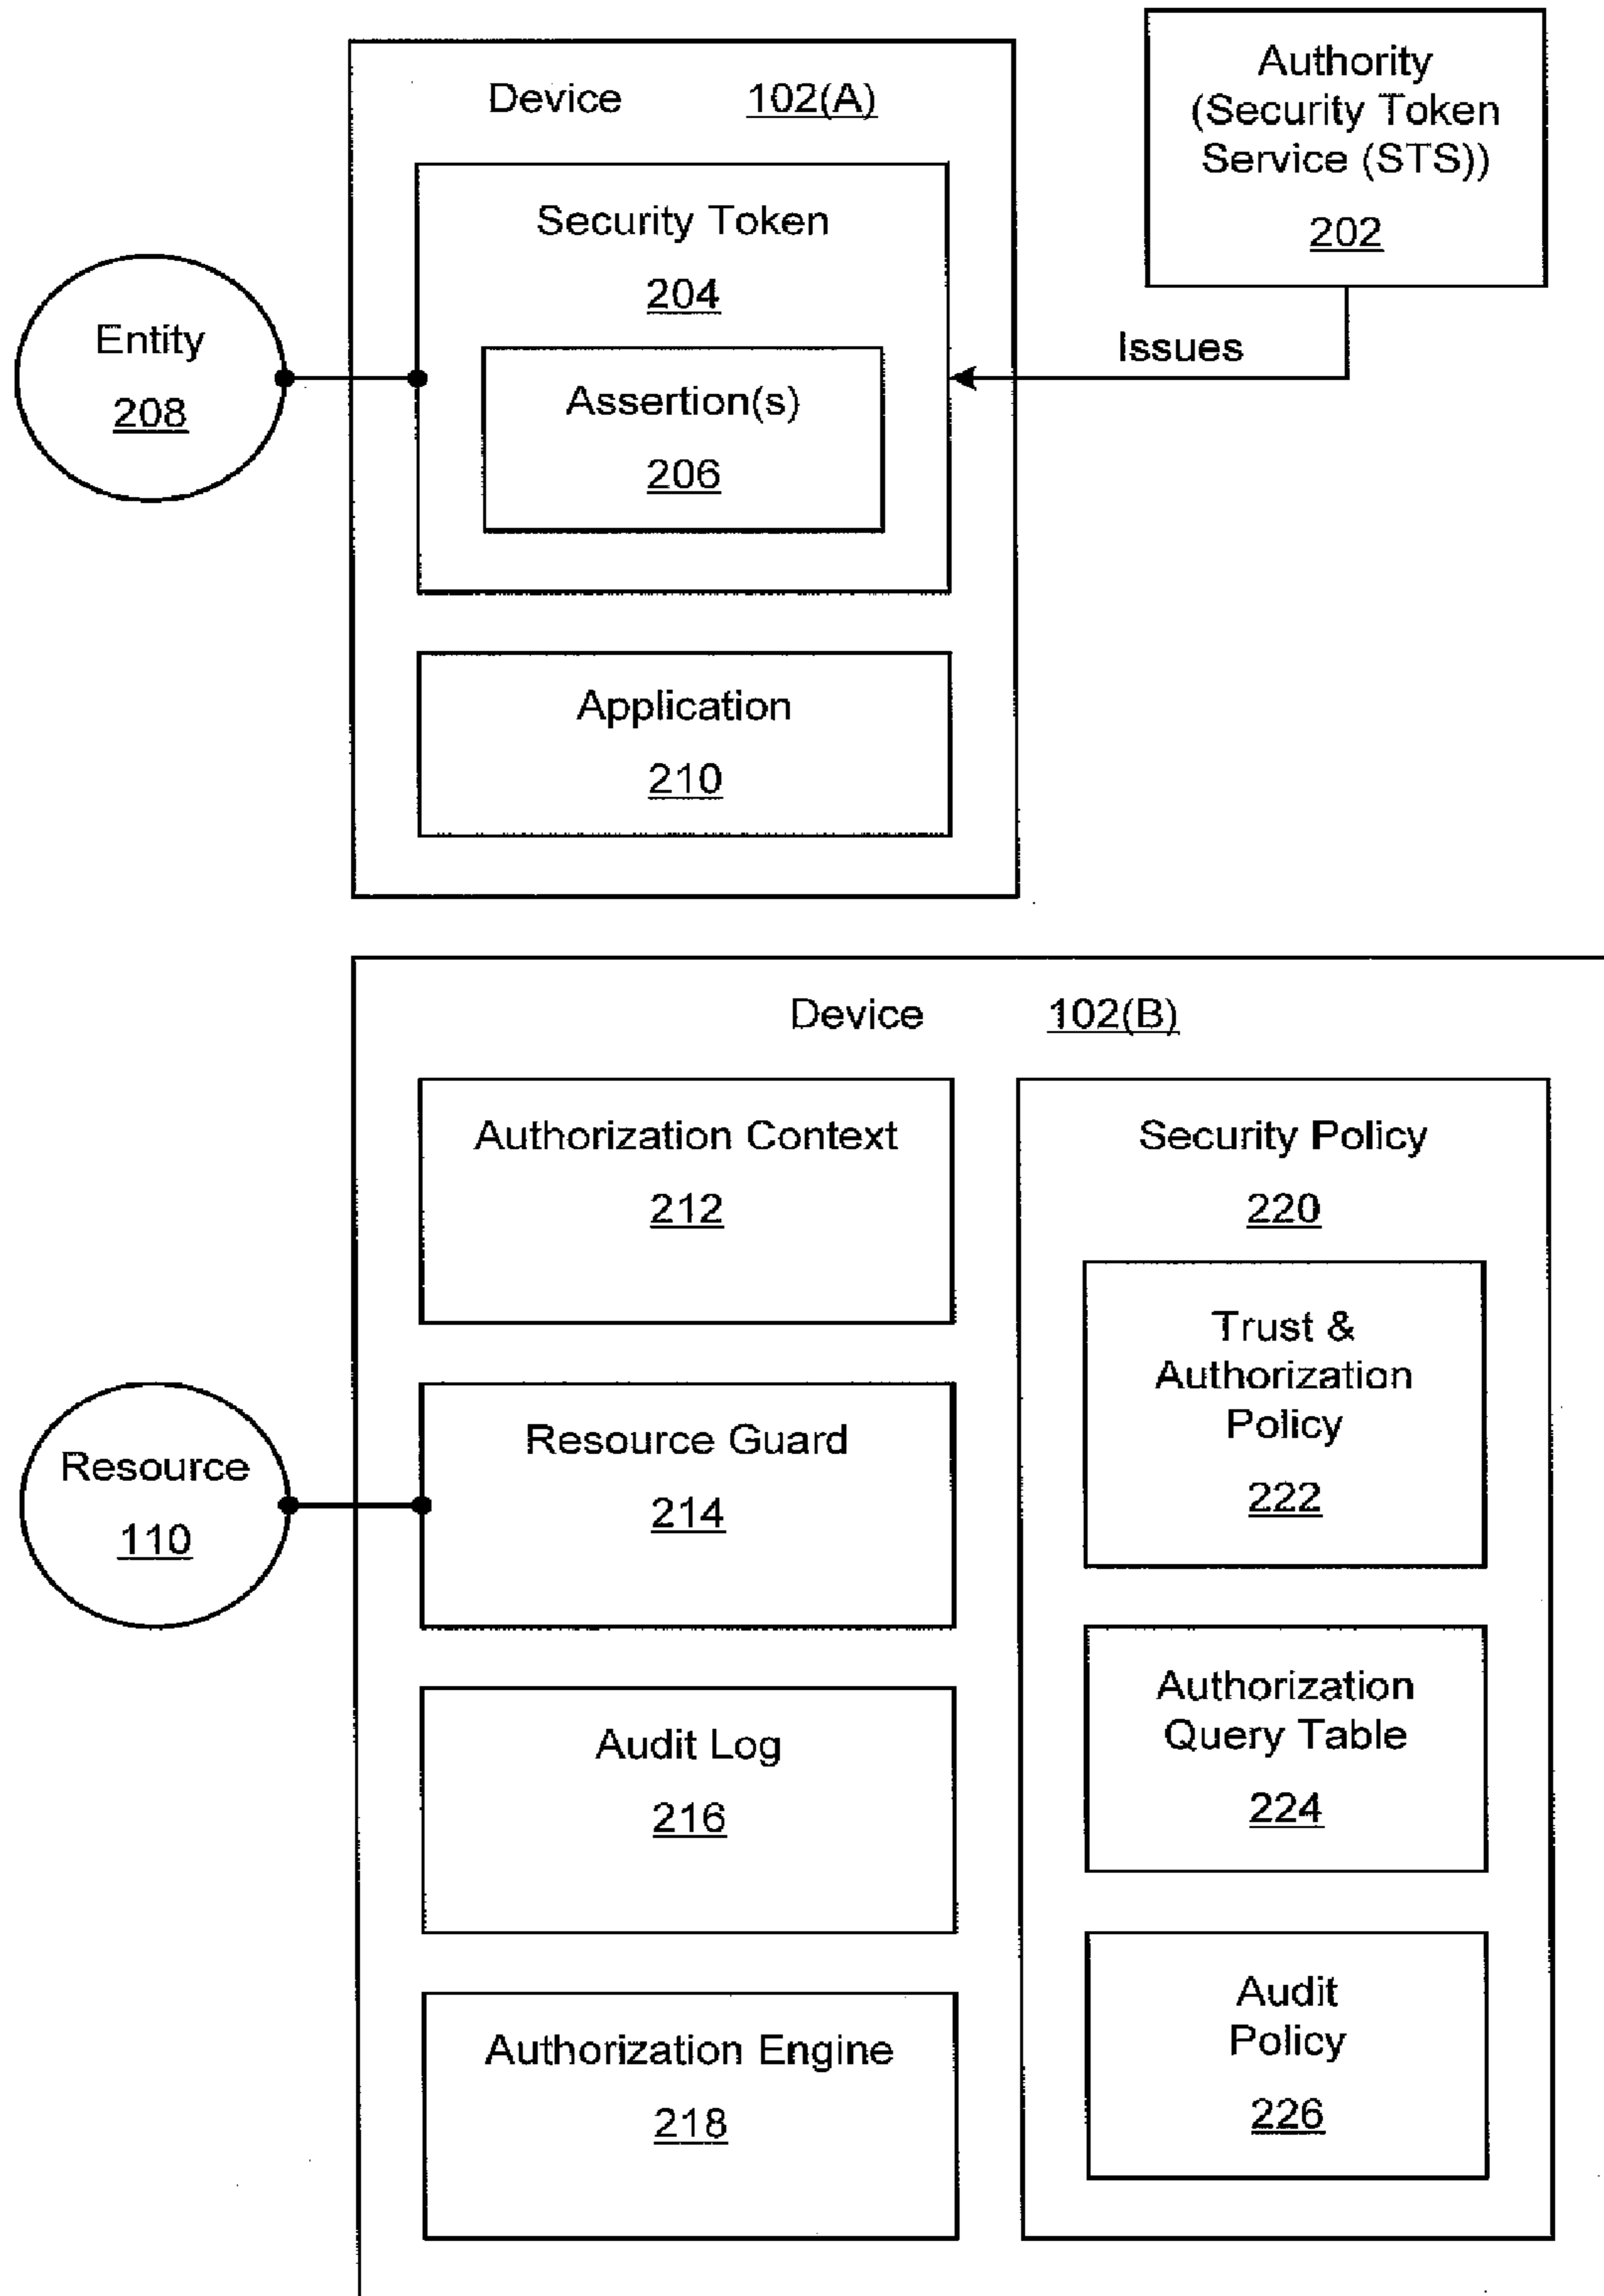 Authority
(Security Token
Service (STS))
202
Device 102(A)
Security Token
204
Issues
Entity
208
Assertion(s)
206
Application
210
Device 102(B)
Authorization Context
212
Security Policy
220
Trust &
Authorization
Policy
222
Resource Guard
214
Resource
110
Authorization
Query Table
224
Audit Log
216
Audit
Policy
226
Authorization Engine
218